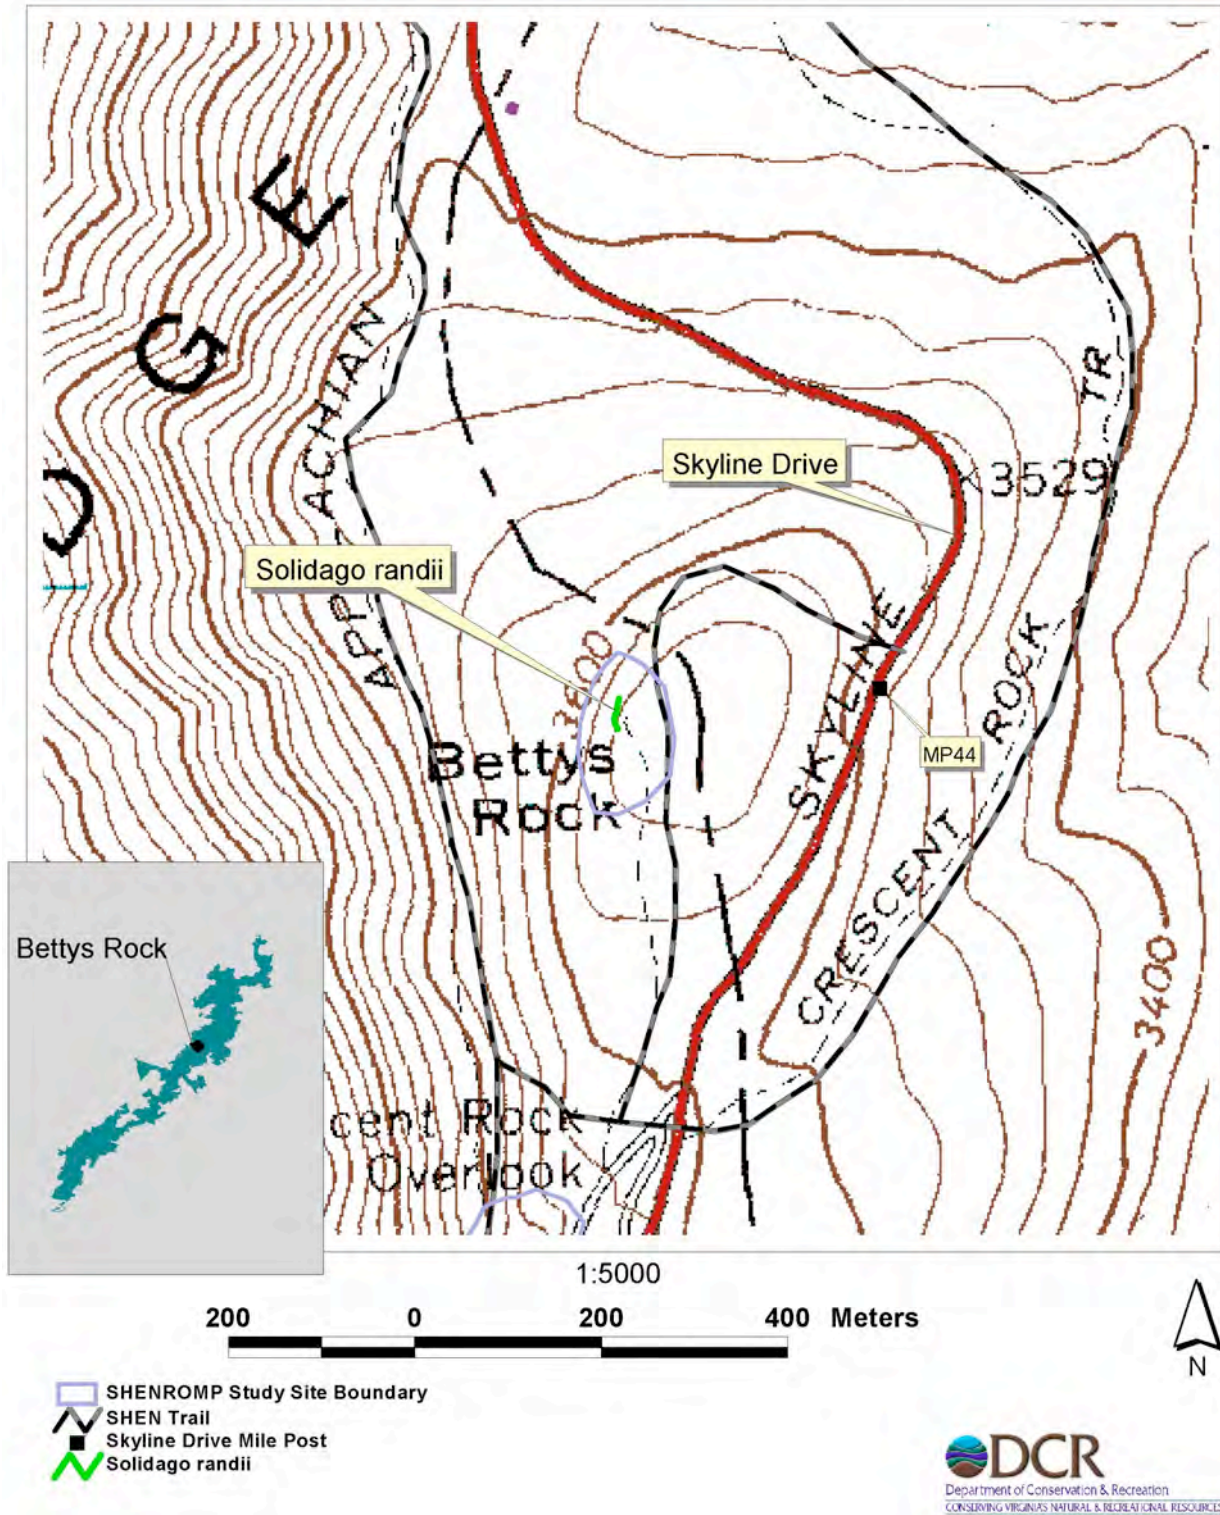 E
G
D
APP
ACHIAN
TR
Skyline Drive
3529
Solidago randii
3600
SKYLINE
ROCK
MP44
Bettys
Rock
CRESCENT
3400
Bettys Rock
cent Rock
Overlook
1:5000
200 0 200 400 Meters
N
SHENROMP Study Site Boundary
SHEN Trail
Skyline Drive Mile Post
Solidago randii
DCR
Department of Conservation & Recreation
CONSERVING VIRGINIA'S NATURAL & RECREATIONAL RESOURCES